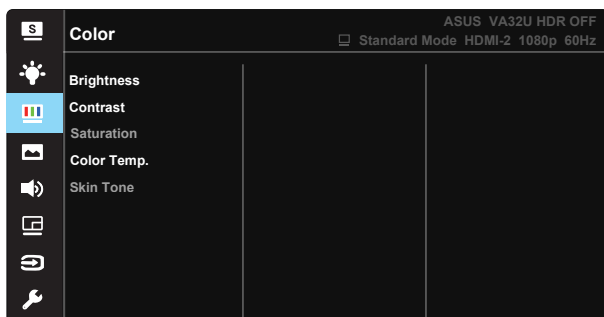 S
ASUS VA32U HDR OFF
Color
Standard Mode HDMI-2 1080p 60Hz
Brightness
Contrast
Saturation
Color Temp.
Skin Tone